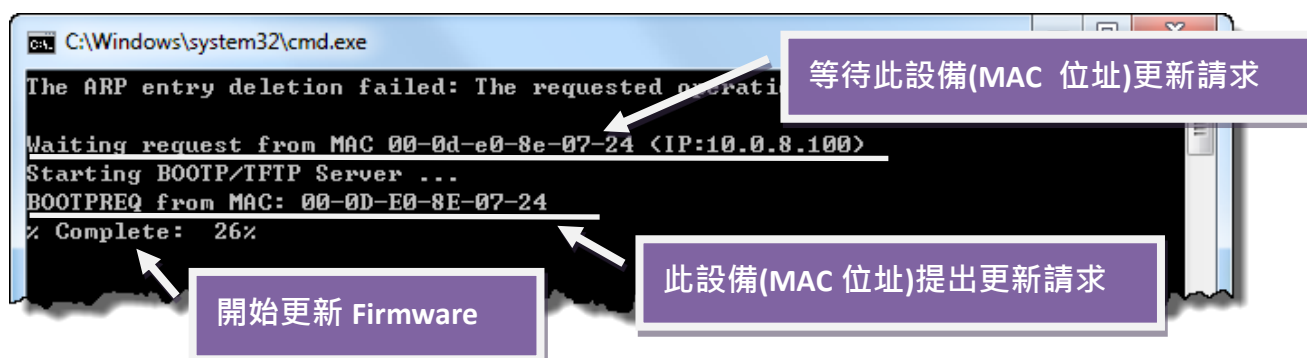 C:\Windows\system32\cmd.exe
The ARP entry deletion failed: The requested operati
等待此設備(MAC 位址)更新請求
Waiting request from MAC 00-0d-e0-8e-07-24 (IP:10.0.8.100)
Starting BOOTP/TFTP Server ...
BOOTPREQ from MAC: 00-0D-E0-8E-07-24
% Complete: 26%
此設備(MAC 位址)提出更新請求
開始更新 Firmware